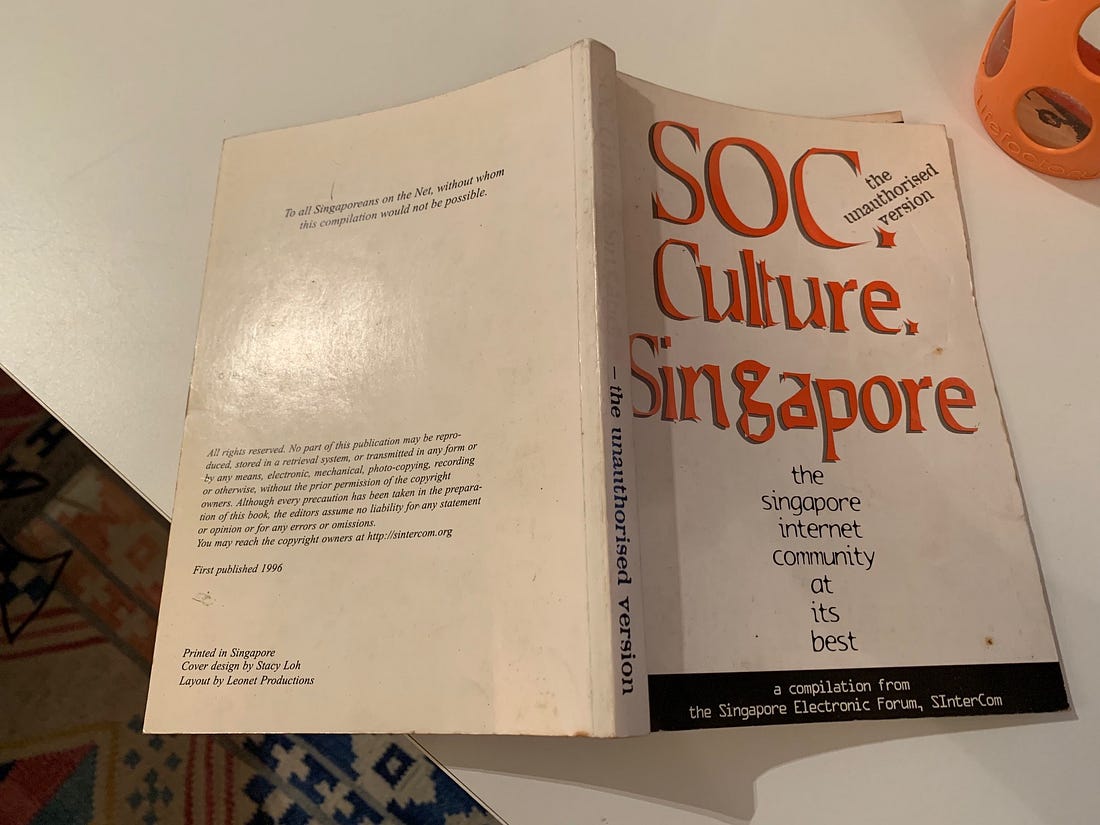 To all Singaporeans on the Net, without whom
this compilation would not be possible.
All rights reserved. No part of this publication may be repro-
duced, stored in a retrieval system, or transmitted in any form or
by any means, electronic, mechanical, photo-copying, recording
or otherwise, without the prior permission of the copyright
owners. Although every precaution has been taken in the prepara-
tion of this book, the editors assume no liability for any statement
or opinion or for any errors or omissions.
You may reach the copyright owners at http://sintercom.org
First published 1996
Printed in Singapore
Cover design by Stacy Loh
Layout by Leonet Productions
– the unauthorised version
SOC.
the
unauthorised
version
Culture.
Singapore
the
singapore
internet
community
at
its
best
a compilation from
the Singapore Electronic Forum, SInterCom